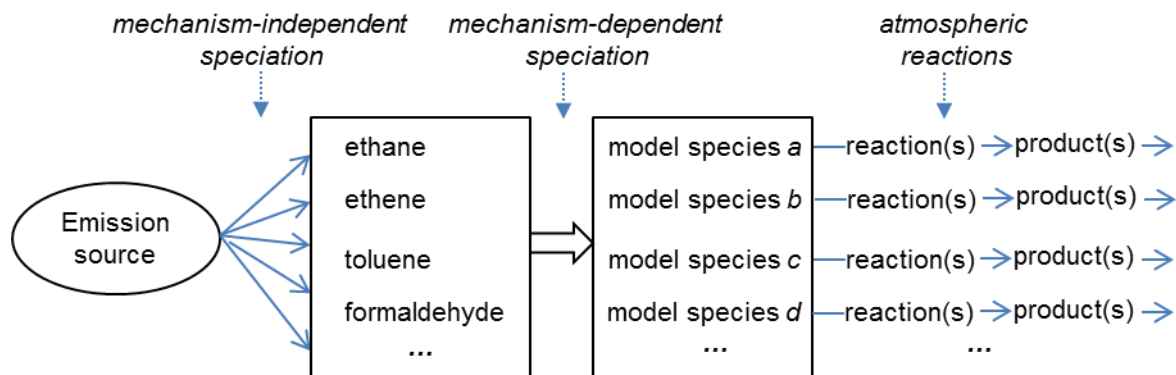 mechanism-independent speciation
mechanism-dependent speciation
atmospheric reactions
Emission source
ethane
ethene
toluene
formaldehyde
...
model species a
model species b
model species c
model species d
...
reaction(s) product(s)
reaction(s) product(s)
reaction(s) product(s)
reaction(s) product(s)
...